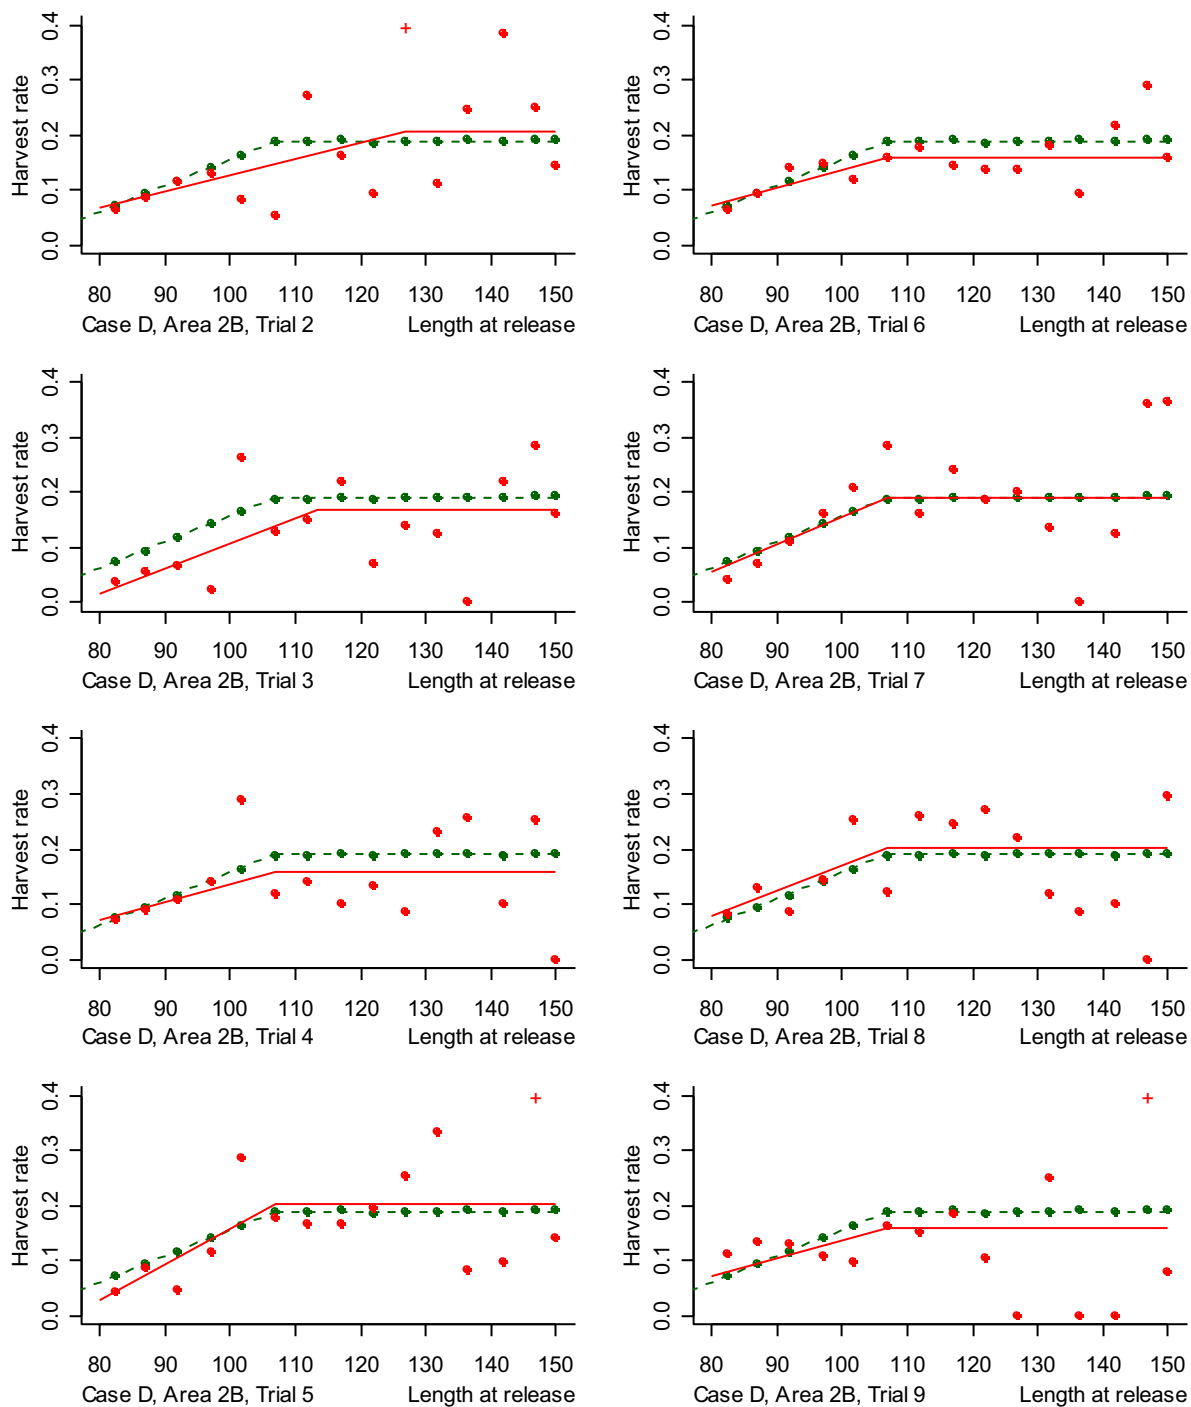 Harvest rate
0.0 0.1 0.2 0.3 0.4
80 90 100 110 120 130 140 150
Case D, Area 2B, Trial 2 Length at release
Harvest rate
0.0 0.1 0.2 0.3 0.4
80 90 100 110 120 130 140 150
Case D, Area 2B, Trial 6 Length at release
Harvest rate
0.0 0.1 0.2 0.3 0.4
80 90 100 110 120 130 140 150
Case D, Area 2B, Trial 3 Length at release
Harvest rate
0.0 0.1 0.2 0.3 0.4
80 90 100 110 120 130 140 150
Case D, Area 2B, Trial 7 Length at release
Harvest rate
0.0 0.1 0.2 0.3 0.4
80 90 100 110 120 130 140 150
Case D, Area 2B, Trial 4 Length at release
Harvest rate
0.0 0.1 0.2 0.3 0.4
80 90 100 110 120 130 140 150
Case D, Area 2B, Trial 8 Length at release
Harvest rate
0.0 0.1 0.2 0.3 0.4
80 90 100 110 120 130 140 150
Case D, Area 2B, Trial 5 Length at release
Harvest rate
0.0 0.1 0.2 0.3 0.4
80 90 100 110 120 130 140 150
Case D, Area 2B, Trial 9 Length at release